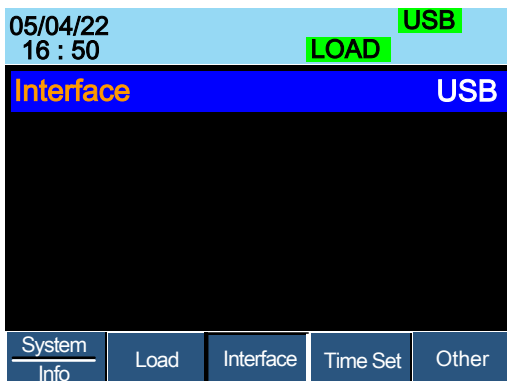 05/04/22
16 : 50
USB
LOAD
Interface USB
System
Info
Load
Interface
Time Set
Other